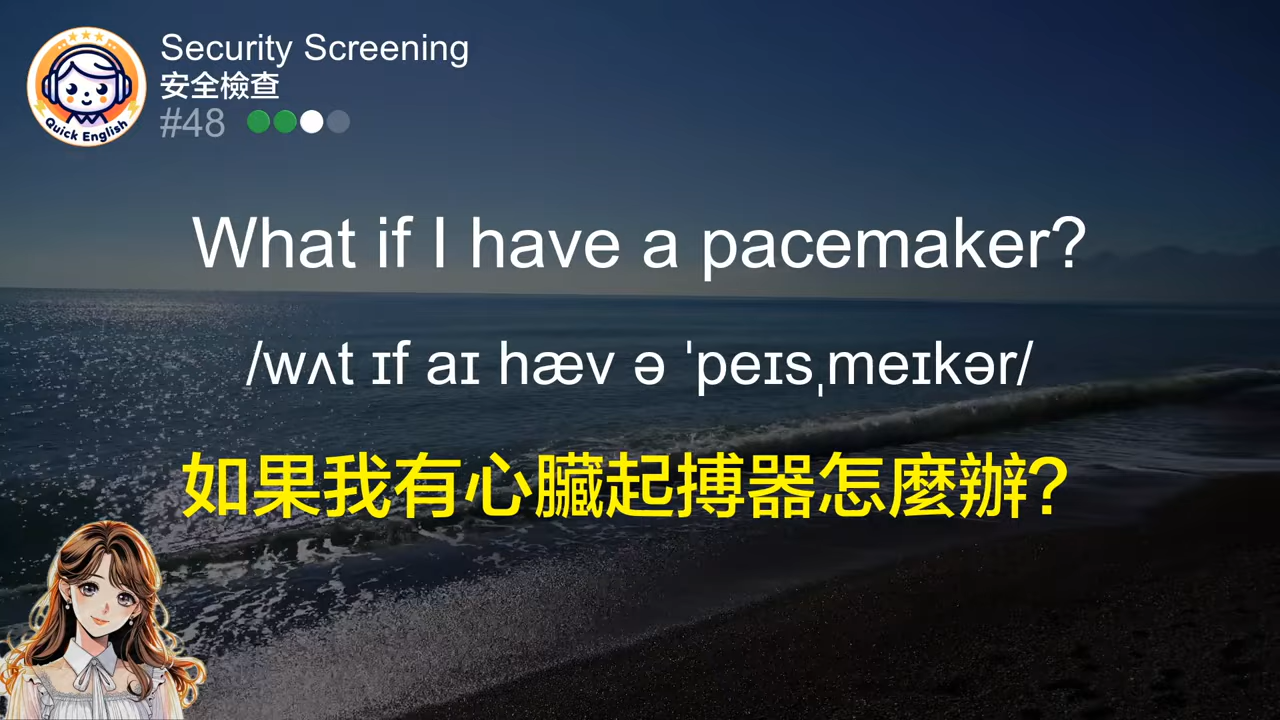 Security Screening
安全檢查
#48
Quick English
What if I have a pacemaker?
/wʌt ɪf aɪ hæv ə ˈpeɪsˌmeɪkər/
如果我有心臟起搏器怎麼辦?